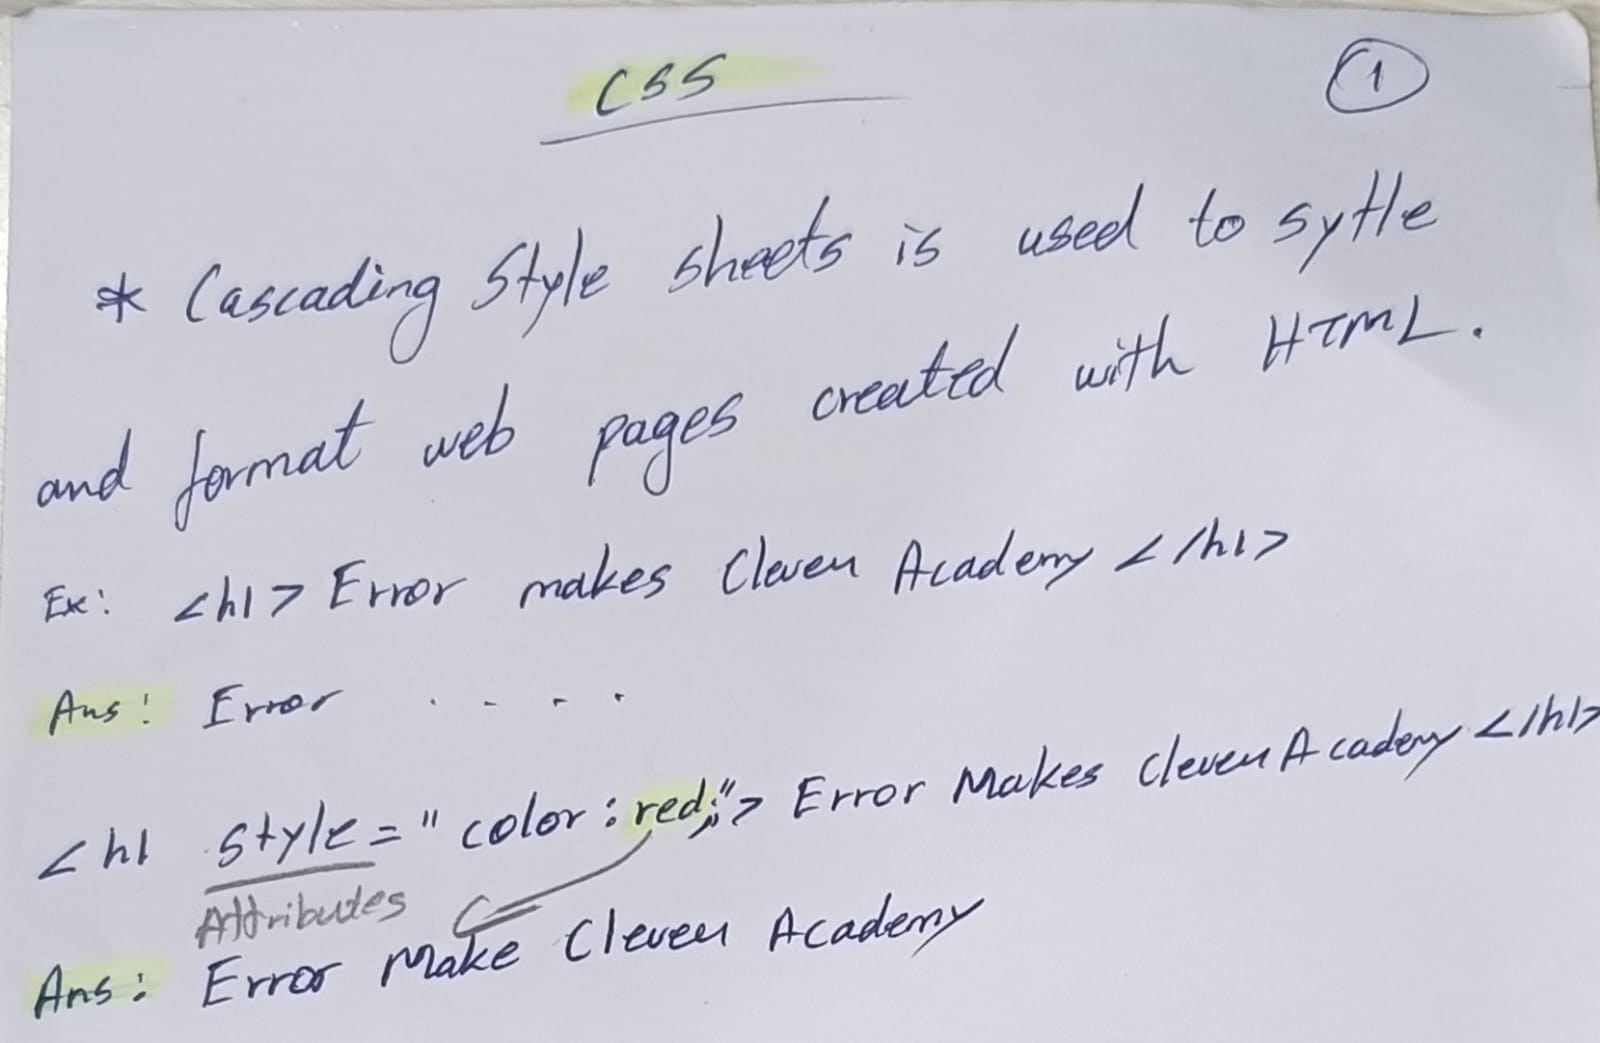 CSS
1
* Cascading Style sheets is used to sytle
and format web pages created with HTML.
Ex: <h1> Error makes Cleven Academy </h1>
Ans: Error . . . .
<h1 style="color:red;"> Error Makes Cleven Academy </h1>
Attributes
Ans: Error Make Cleven Academy